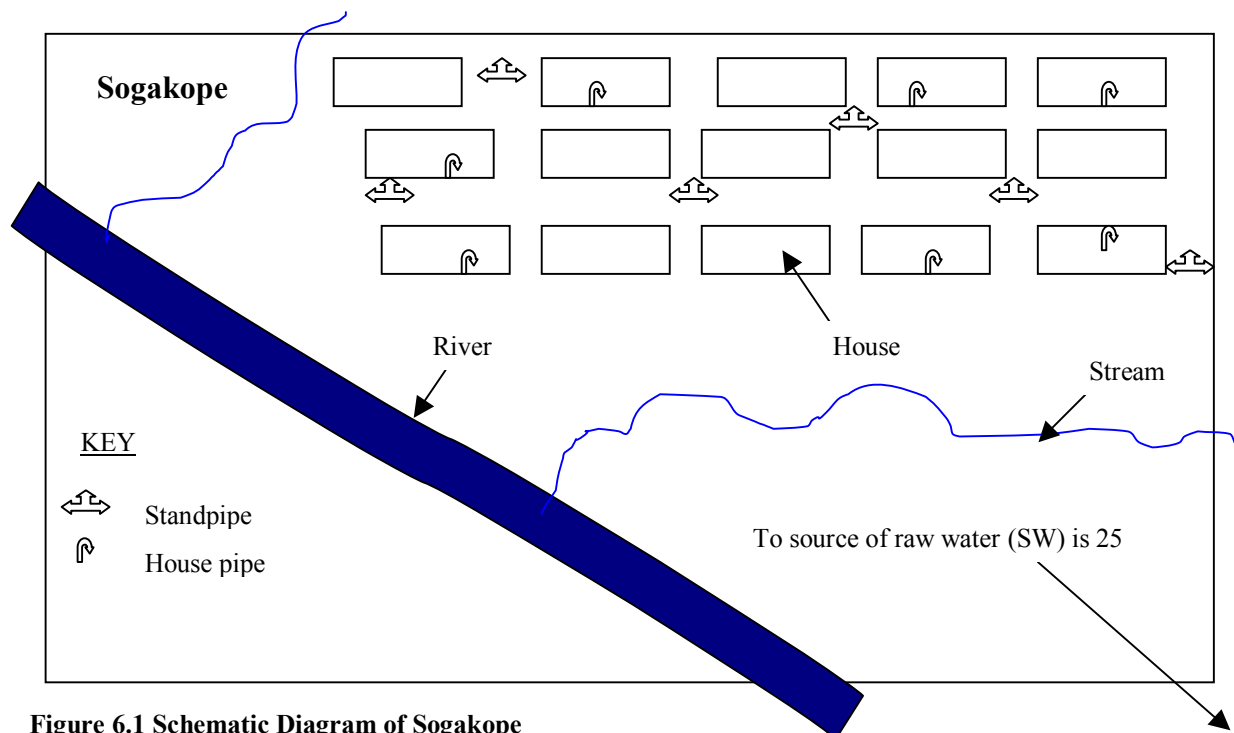 Sogakope
River
House
Stream
KEY
Standpipe
House pipe
To source of raw water (SW) is 25
Figure 6.1 Schematic Diagram of Sogakope